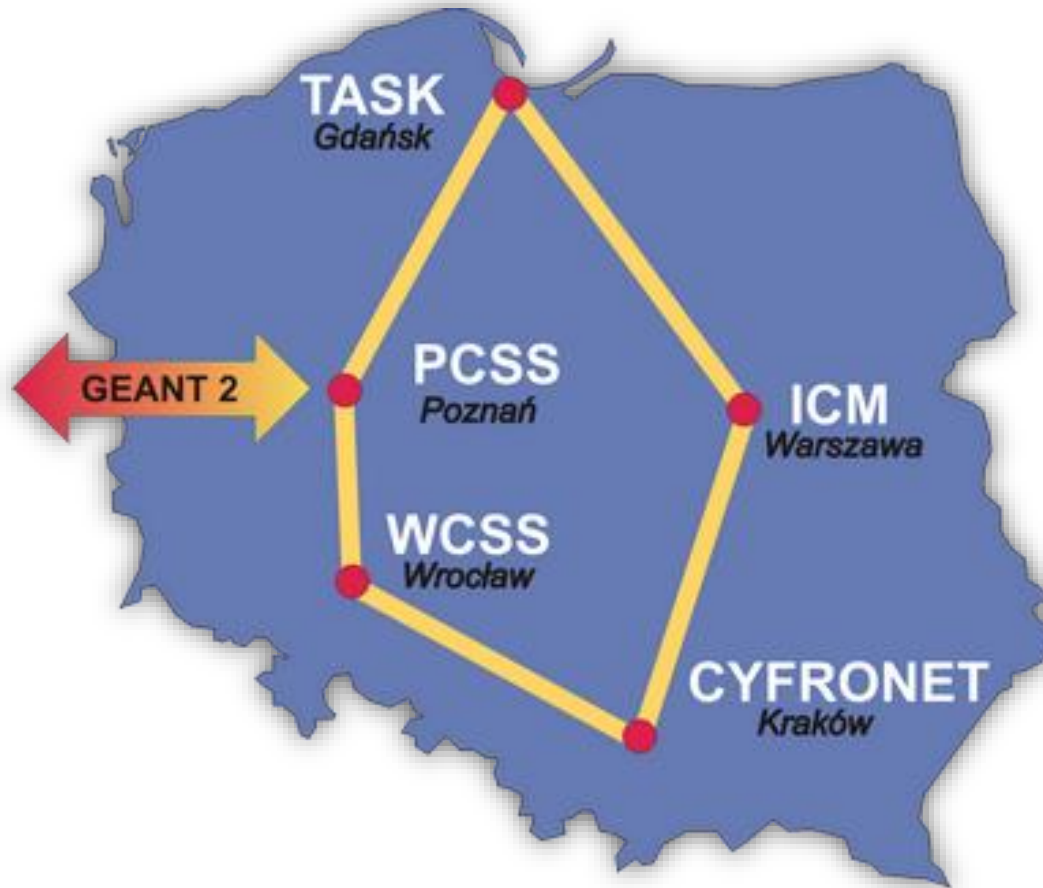 TASK
Gdańsk
GEANT 2
PCSS
Poznań
ICM
Warszawa
WCSS
Wrocław
CYFRONET
Kraków